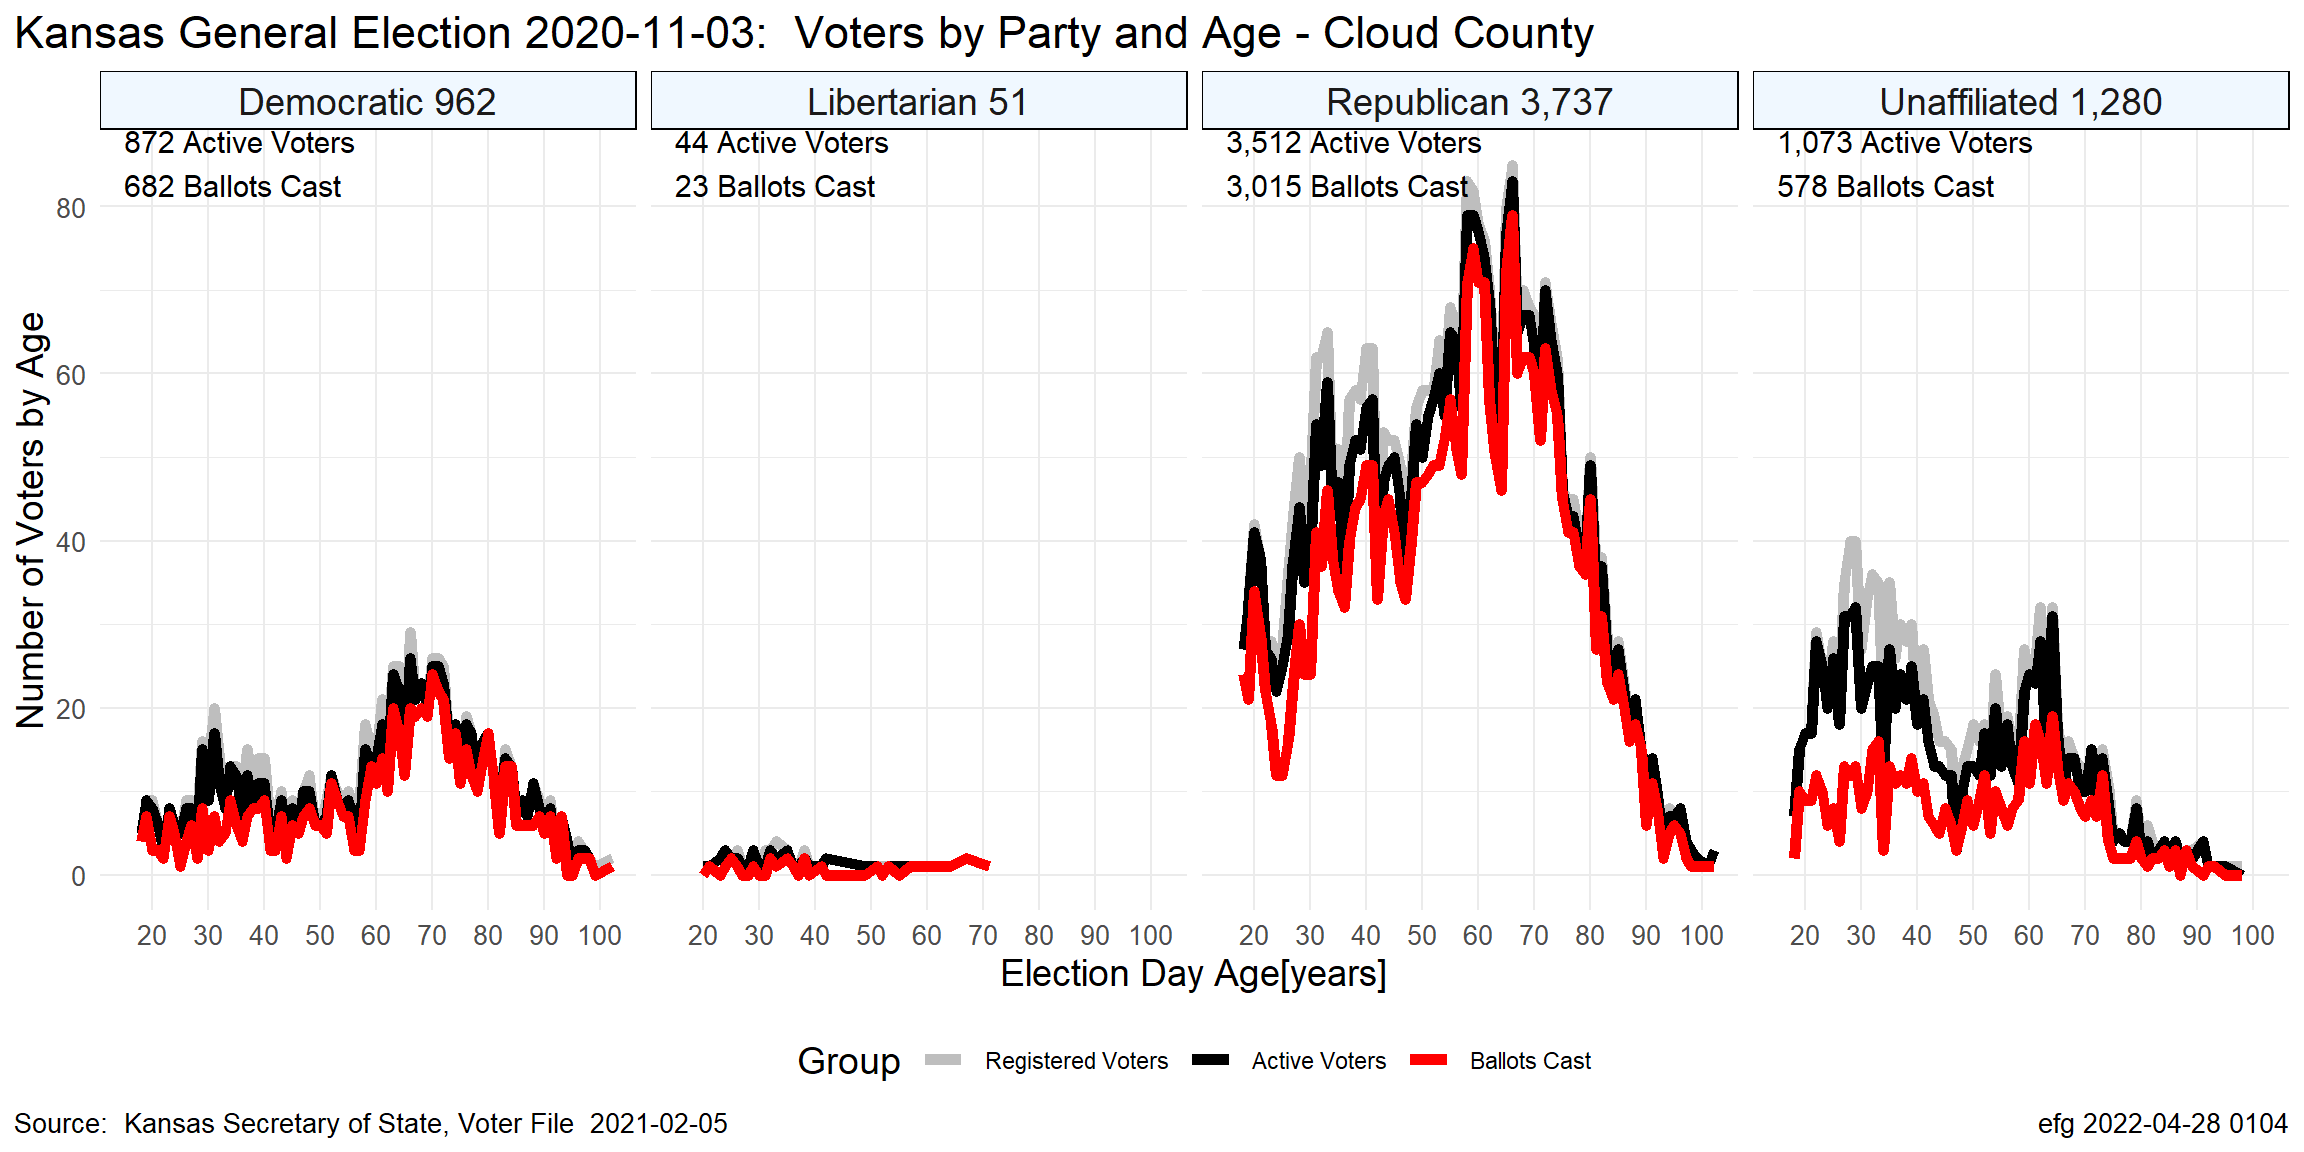 Kansas General Election 2020-11-03:  Voters by Party and Age - Cloud County
Democratic 962
Libertarian 51
Republican 3,737
Unaffiliated 1,280
872 Active Voters
682 Ballots Cast
44 Active Voters
23 Ballots Cast
3,512 Active Voters
3,015 Ballots Cast
1,073 Active Voters
578 Ballots Cast
Number of Voters by Age
80
60
40
20
0
20 30 40 50 60 70 80 90 100
20 30 40 50 60 70 80 90 100
20 30 40 50 60 70 80 90 100
20 30 40 50 60 70 80 90 100
Election Day Age[years]
Group Registered Voters Active Voters Ballots Cast
Source:  Kansas Secretary of State, Voter File  2021-02-05
efg 2022-04-28 0104